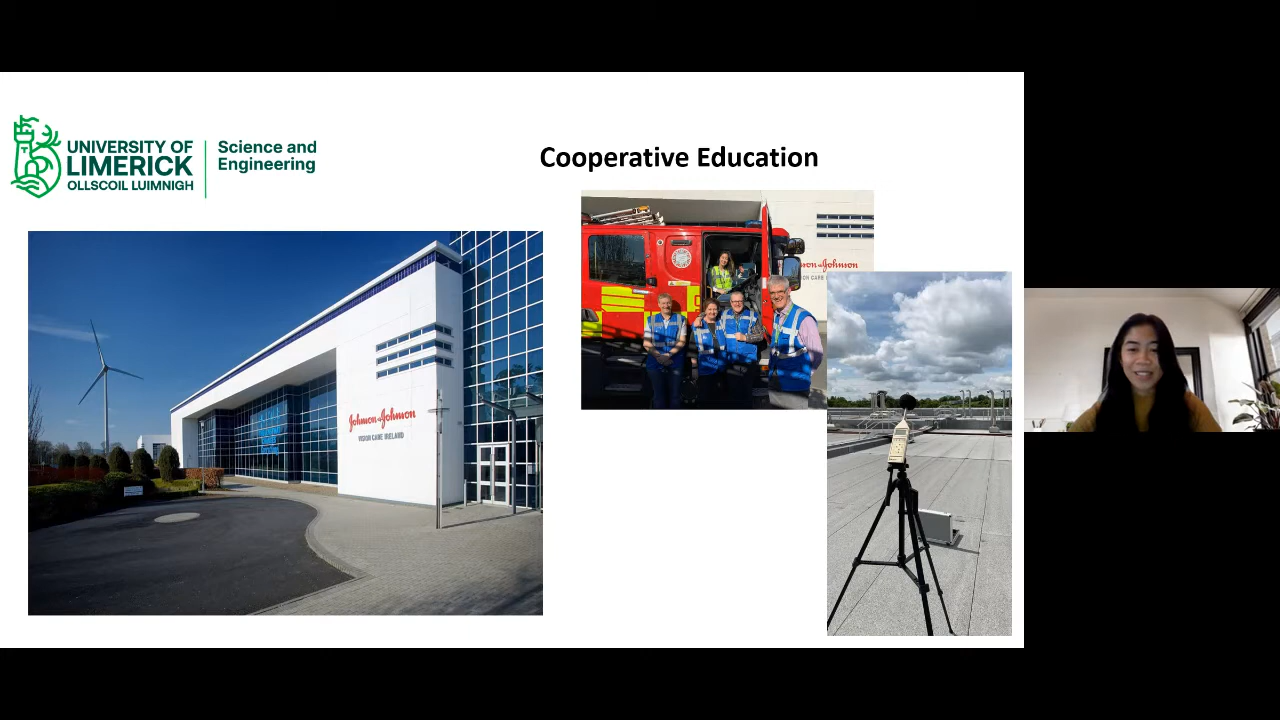 UNIVERSITY OF
LIMERICK
OLLSCOIL LUIMNIGH
Science and
Engineering
Cooperative Education
Johnson & Johnson
VISION CARE IRELAND